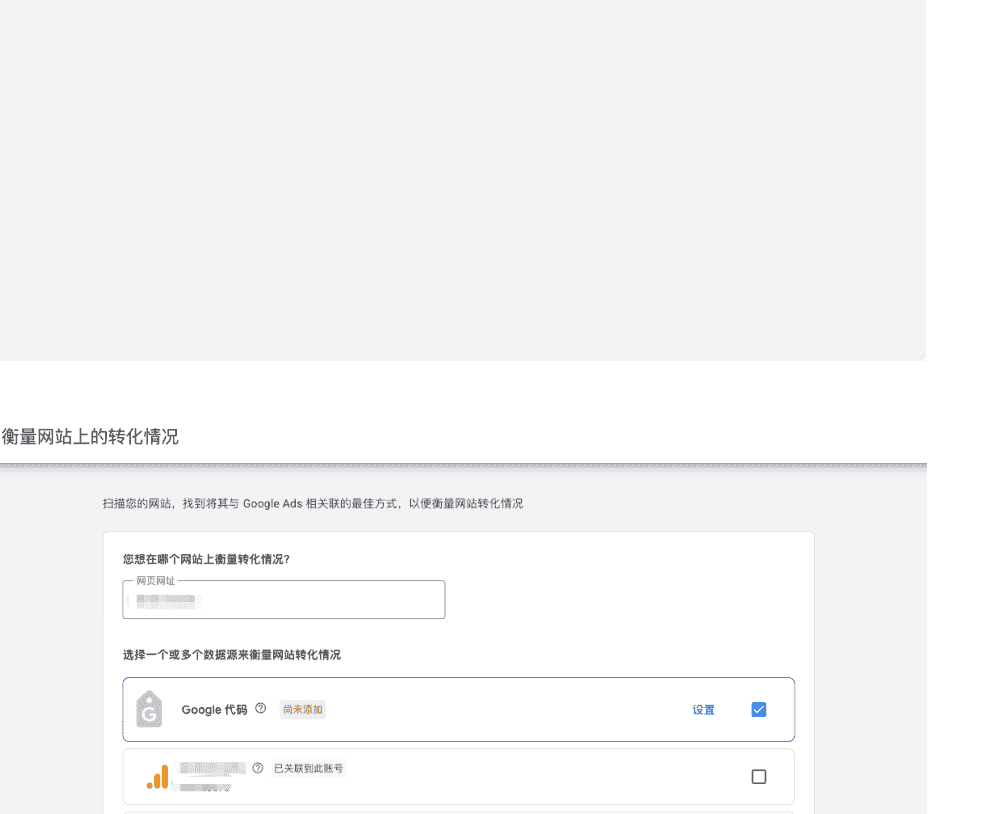 衡量网站上的转化情况
扫描您的网站，找到将其与 Google Ads 相关联的最佳方式，以便衡量网站转化情况
您想在哪个网站上衡量转化情况?
网页网址
选择一个或多个数据源来衡量网站转化情况
Google 代码 尚未添加 设置
已关联到此账号